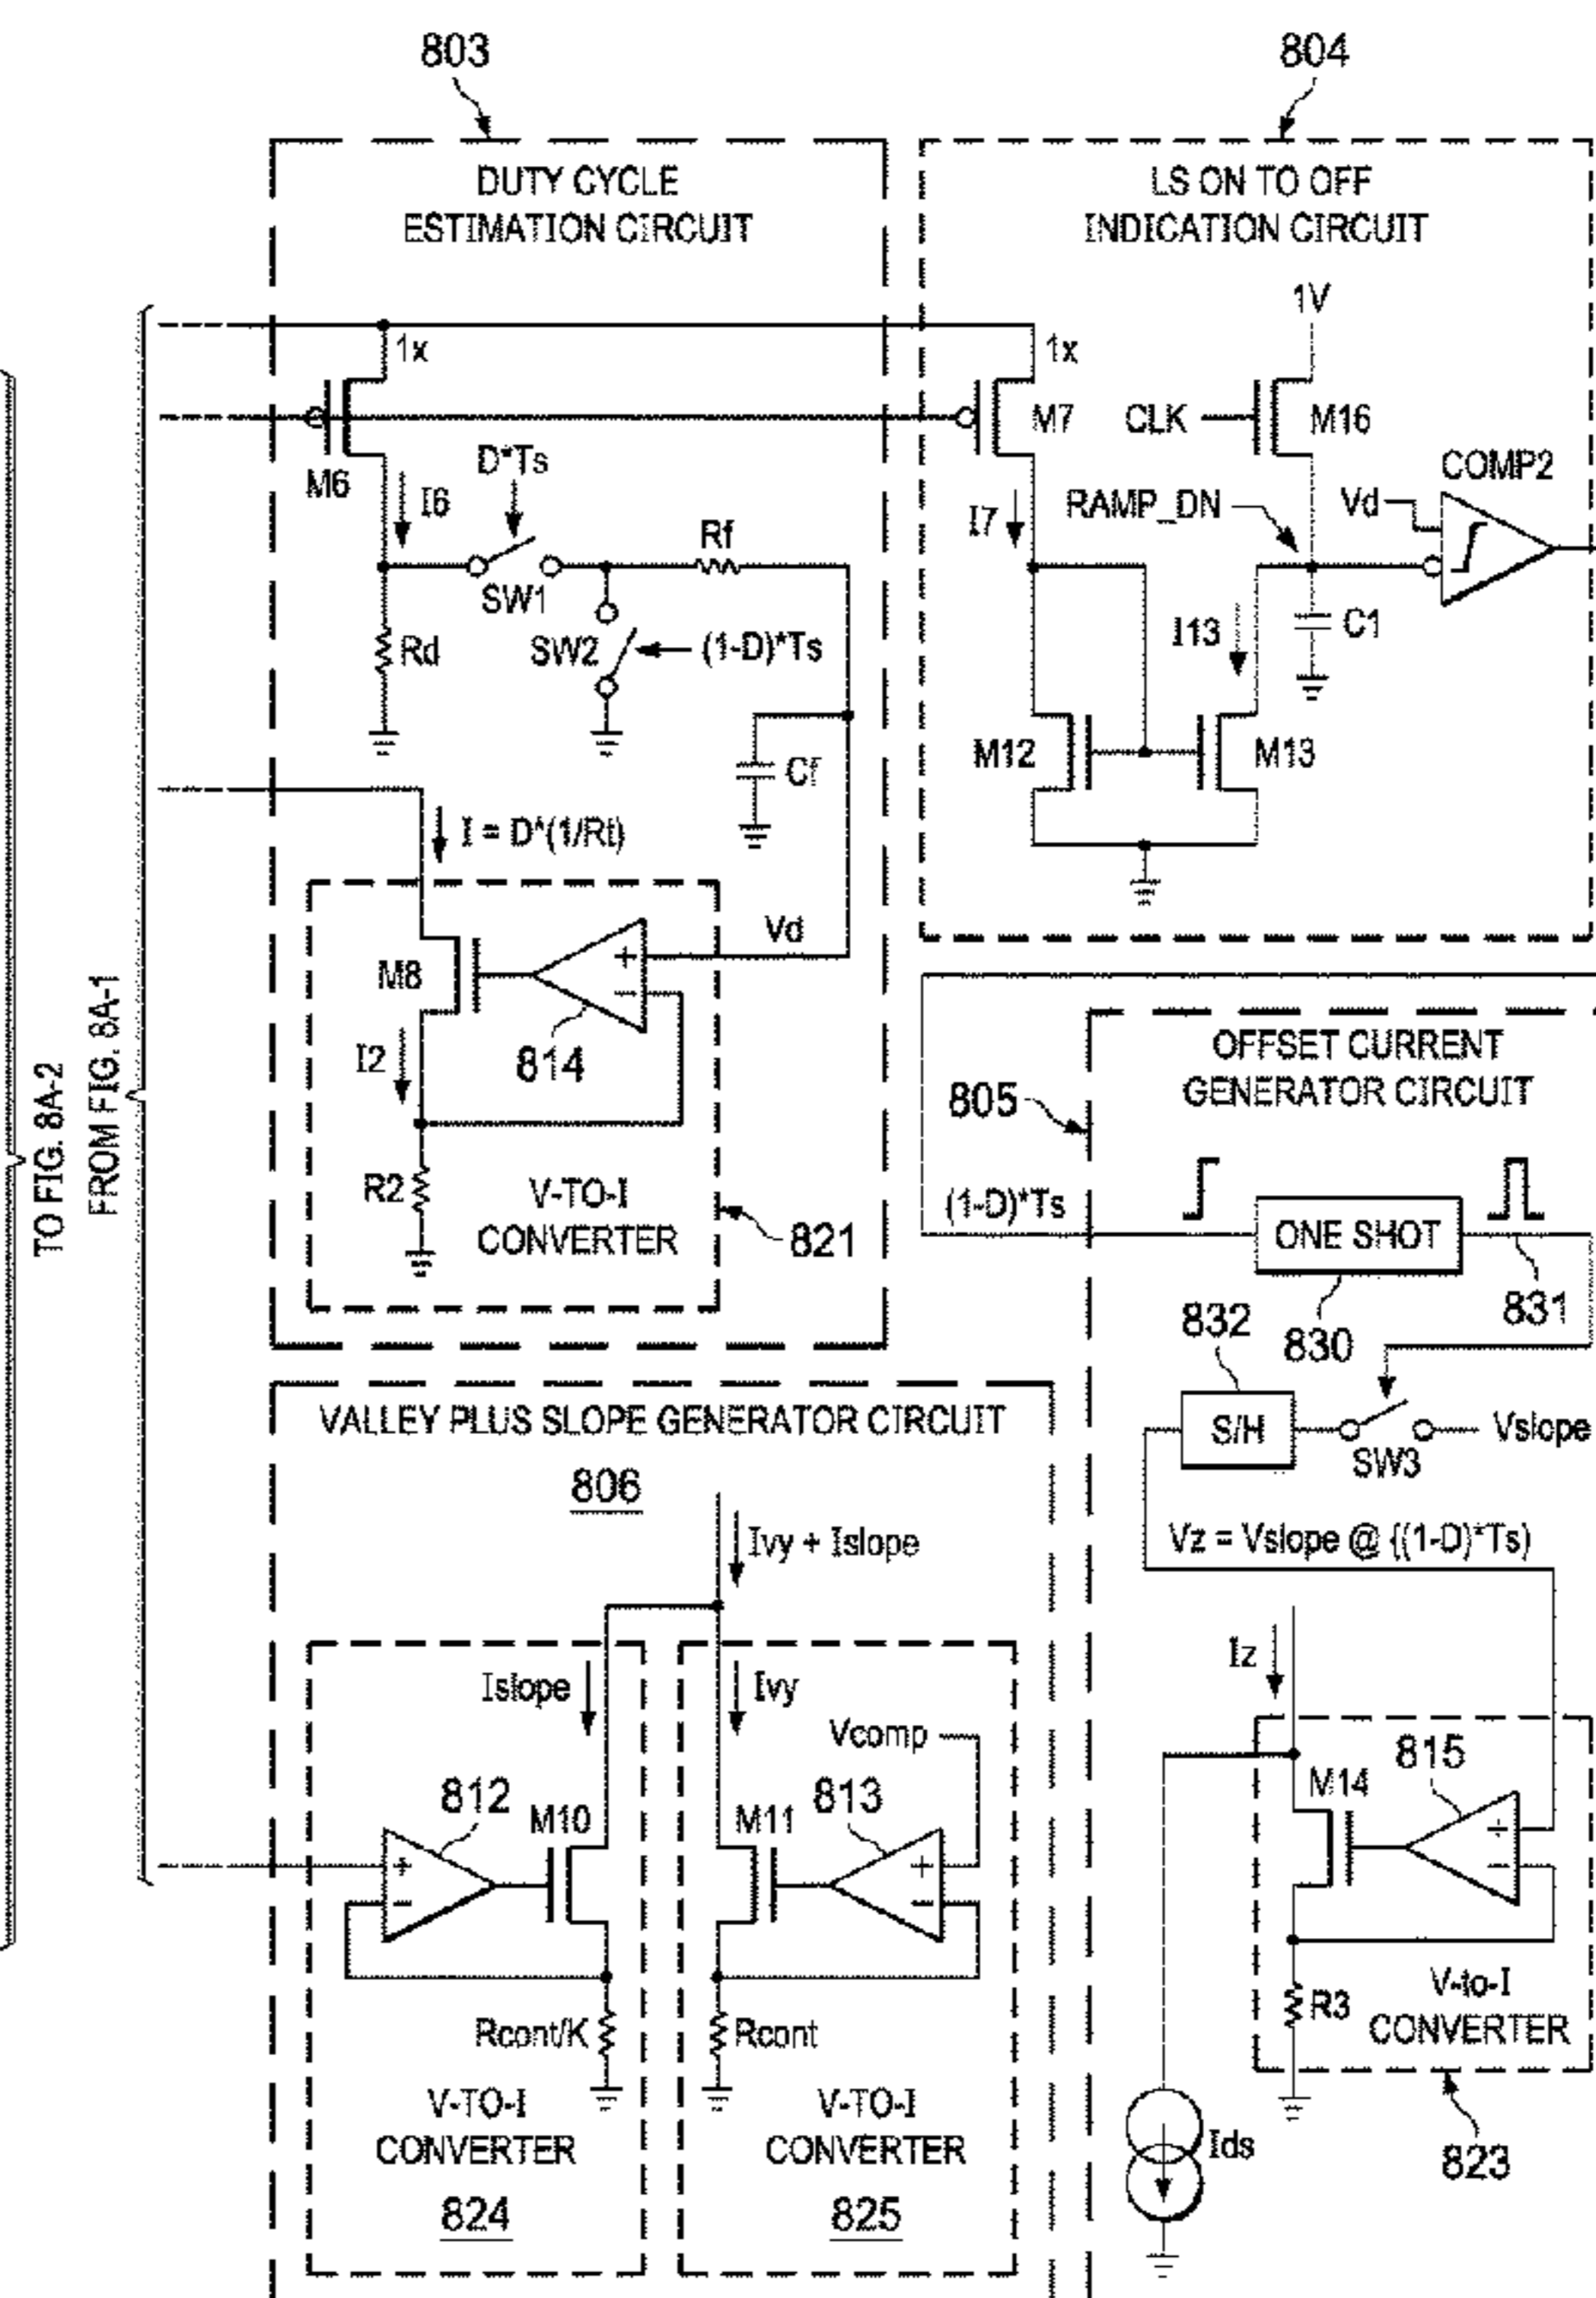 803
804
DUTY CYCLE
ESTIMATION CIRCUIT
LS ON TO OFF
INDICATION CIRCUIT
1V
1x
1x
M6
M7
CLK
M16
COMP2
D*Ts
I6
SW1
Rf
I7
RAMP_DN
Vd
Rd
SW2
(1-D)*Ts
I13
C1
M12
M13
Cf
I = D*(1/Rt)
Vd
M8
814
I2
R2
V-TO-I
CONVERTER
821
TO FIG. 8A-2
FROM FIG. 8A-1
OFFSET CURRENT
GENERATOR CIRCUIT
805
(1-D)*Ts
ONE SHOT
831
830
832
S/H
SW3
Vslope
Vz = Vslope @ {(1-D)*Ts)
VALLEY PLUS SLOPE GENERATOR CIRCUIT
806
Ivy + Islope
Islope
Ivy
Vcomp
812
M10
M11
813
Rcont/K
Rcont
V-TO-I
CONVERTER
824
V-TO-I
CONVERTER
825
Iz
M14
815
R3
V-to-I
CONVERTER
823
Ids